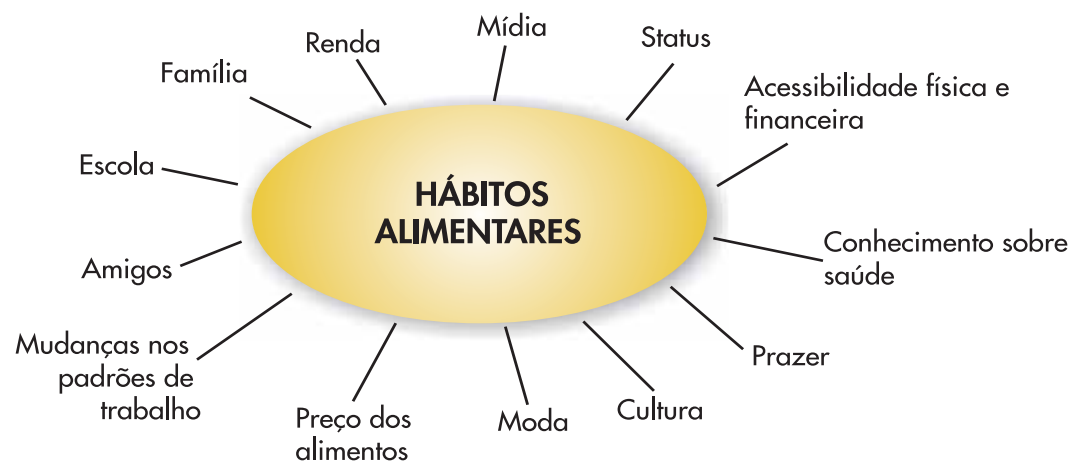 Mídia
Status
Renda
Família
Acessibilidade física e
financeira
Escola
HÁBITOS
ALIMENTARES
Conhecimento sobre
saúde
Amigos
Mudanças nos
padrões de
trabalho
Prazer
Cultura
Moda
Preço dos
alimentos